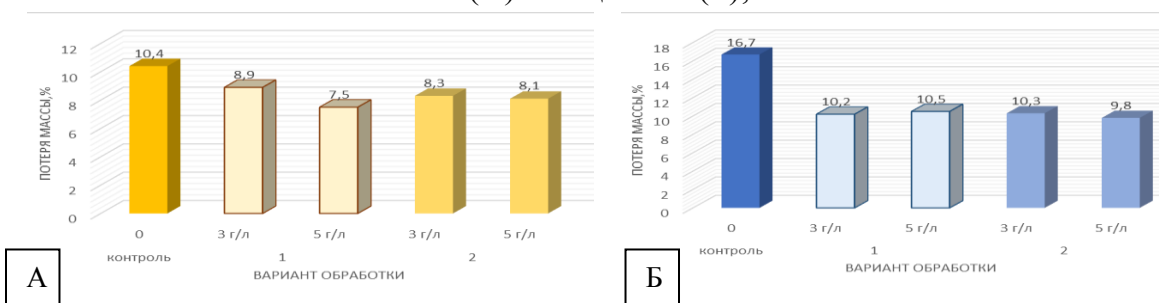 12
10
8
6
4
2
0
ПОТЕРЯ МАССЫ,%
10,4
8,9
7,5
8,3
8,1
0 3 г/л 5 г/л 3 г/л 5 г/л
контроль 1 2
ВАРИАНТ ОБРАБОТКИ
А
18
16
14
12
10
8
6
4
2
0
ПОТЕРЯ МАССЫ,%
16,7
10,2
10,5
10,3
9,8
0 3 г/л 5 г/л 3 г/л 5 г/л
контроль 1 2
ВАРИАНТ ОБРАБОТКИ
Б